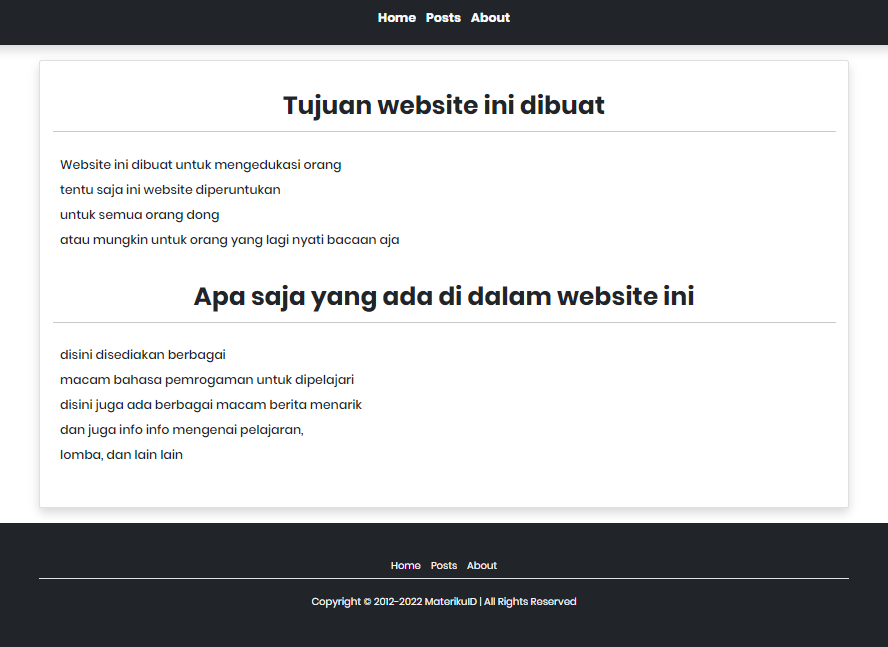 Home Posts About
Tujuan website ini dibuat
Website ini dibuat untuk mengedukasi orang
tentu saja ini website diperuntukan
untuk semua orang dong
atau mungkin untuk orang yang lagi nyati bacaan aja
Apa saja yang ada di dalam website ini
disini disediakan berbagai
macam bahasa pemrogaman untuk dipelajari
disini juga ada berbagai macam berita menarik
dan juga info info mengenai pelajaran,
lomba, dan lain lain
Home Posts About
Copyright © 2012-2022 MaterikuID | All Rights Reserved